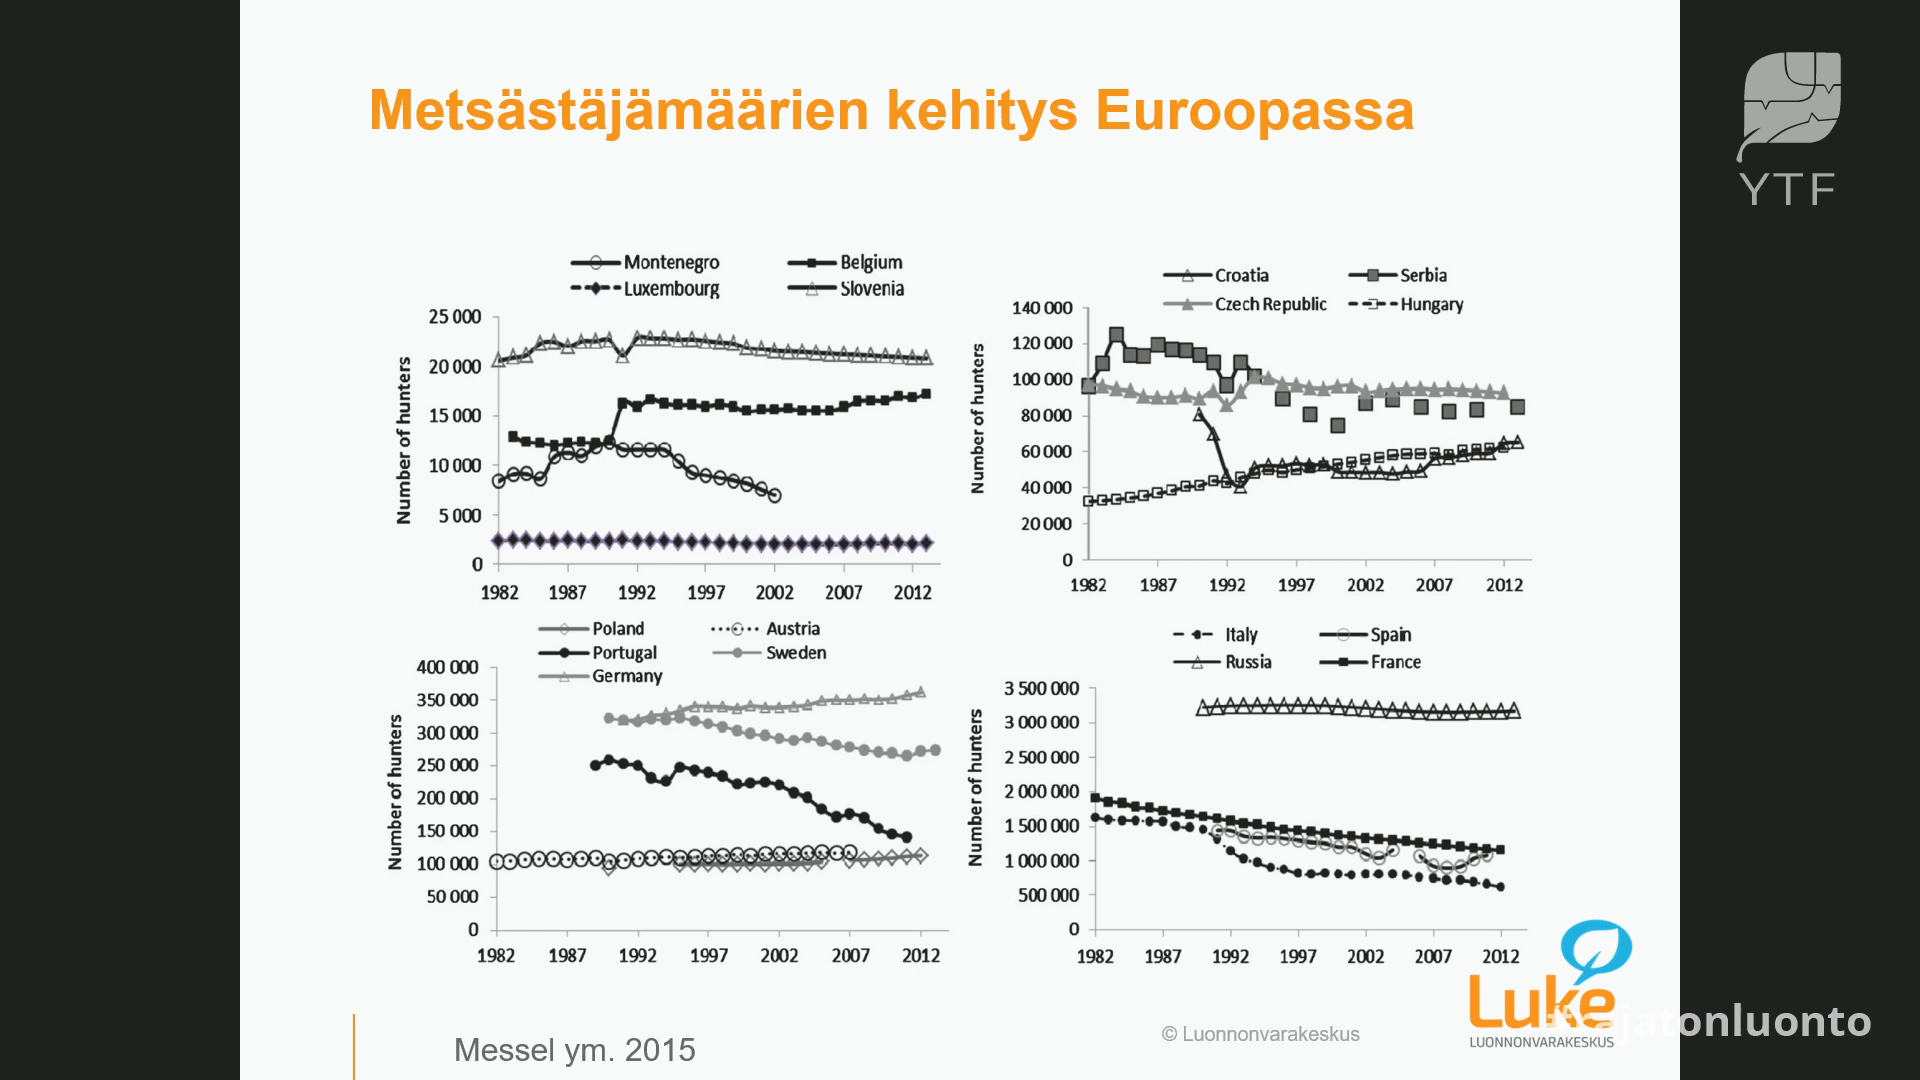 Metsästäjämäärien kehitys Euroopassa
YTF
Montenegro
Belgium
Luxembourg
Slovenia
Number of hunters
25 000
20 000
15 000
10 000
5 000
0
1982 1987 1992 1997 2002 2007 2012
Croatia
Serbia
Czech Republic
Hungary
Number of hunters
140 000
120 000
100 000
80 000
60 000
40 000
20 000
0
1982 1987 1992 1997 2002 2007 2012
Poland
Austria
Portugal
Sweden
Germany
Number of hunters
400 000
350 000
300 000
250 000
200 000
150 000
100 000
50 000
0
1982 1987 1992 1997 2002 2007 2012
Italy
Spain
Russia
France
Number of hunters
3 500 000
3 000 000
2 500 000
2 000 000
1 500 000
1 000 000
500 000
0
1982 1987 1992 1997 2002 2007 2012
Messel ym. 2015
© Luonnonvarakeskus
Luke
LUONNONVARAKESKUS
#rajatonluonto